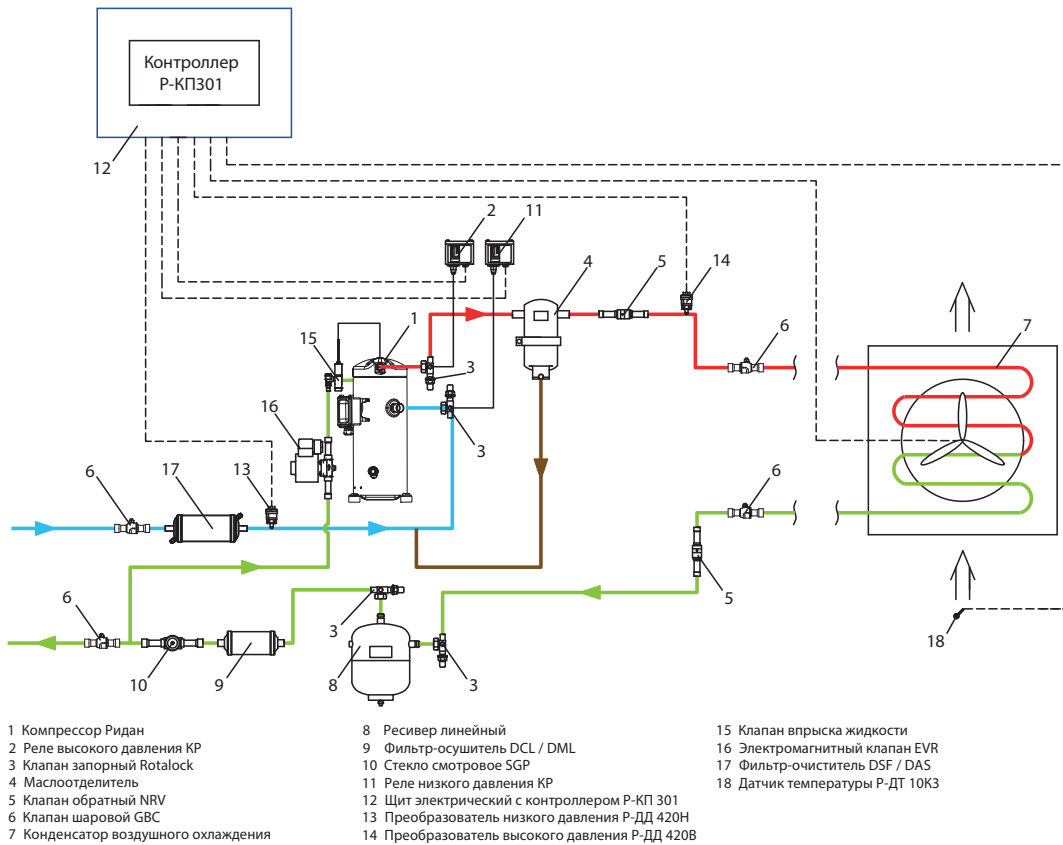 Контроллер
Р-КП301
12
2
11
4
5
14
1
15
3
6
7
16
3
6
17
13
6
5
3
18
6
10
9
8
3
1 Компрессор Ридан
2 Реле высокого давления КР
3 Клапан запорный Rotalock
4 Маслоотделитель
5 Клапан обратный NRV
6 Клапан шаровой GBC
7 Конденсатор воздушного охлаждения
8 Ресивер линейный
9 Фильтр-осушитель DCL / DML
10 Стекло смотровое SGP
11 Реле низкого давления КР
12 Щит электрический с контроллером Р-КП 301
13 Преобразователь низкого давления Р-ДД 420Н
14 Преобразователь высокого давления Р-ДД 420В
15 Клапан впрыска жидкости
16 Электромагнитный клапан EVR
17 Фильтр-очиститель DSF / DAS
18 Датчик температуры Р-ДТ 10К3